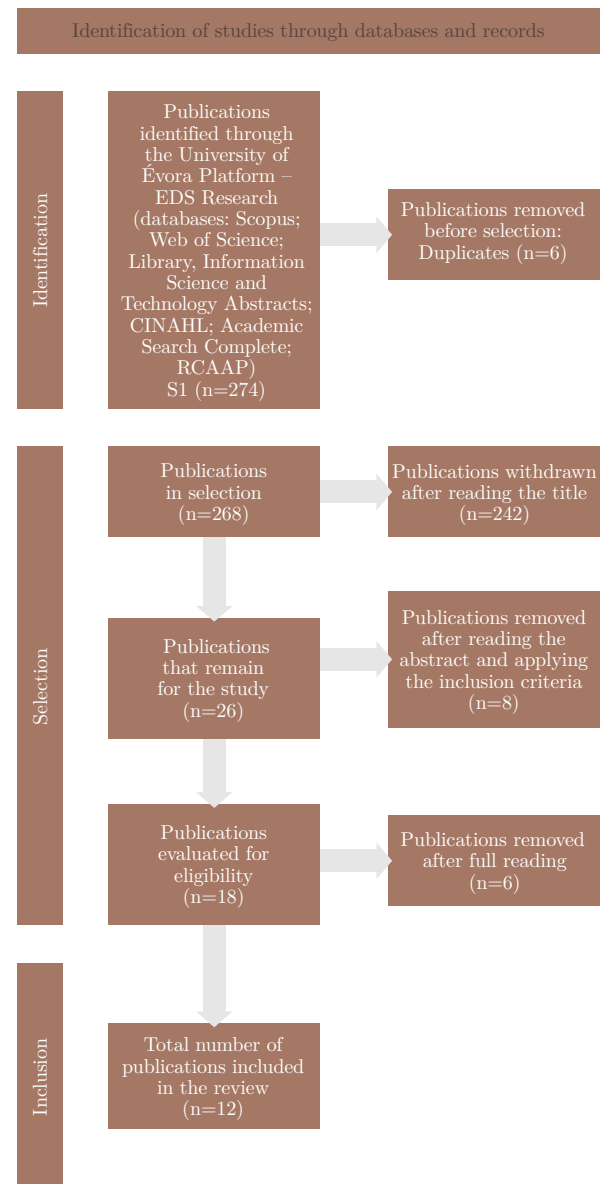 Identification of studies through databases and records
Identification
Publications
identified through
the University of
Évora Platform –
EDS Research
(databases: Scopus;
Web of Science;
Library, Information
Science and
Technology Abstracts;
CINAHL; Academic
Search Complete;
RCAAP)
S1 (n=274)
Publications removed
before selection:
Duplicates (n=6)
Selection
Publications
in selection
(n=268)
Publications withdrawn
after reading the title
(n=242)
Publications
that remain
for the study
(n=26)
Publications removed
after reading the
abstract and applying
the inclusion criteria
(n=8)
Publications
evaluated for
eligibility
(n=18)
Publications removed
after full reading
(n=6)
Inclusion
Total number of
publications included
in the review
(n=12)